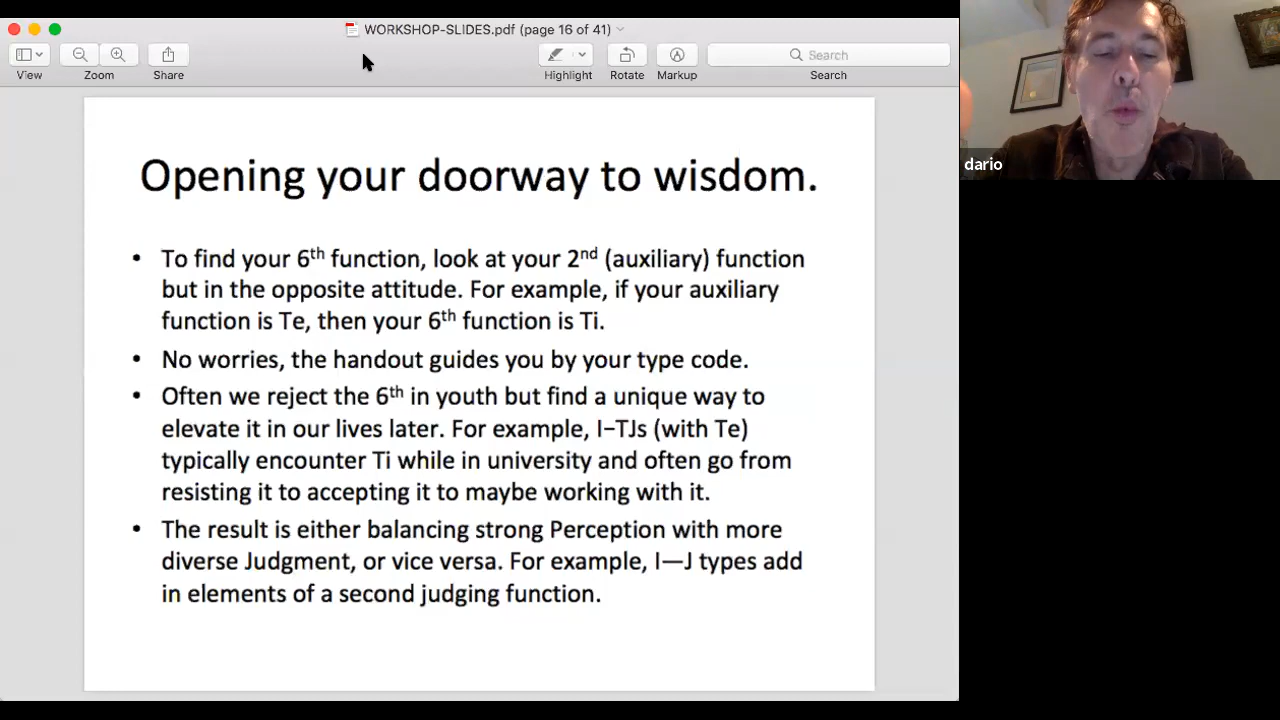 WORKSHOP-SLIDES.pdf (page 16 of 41)
View
Zoom
Share
Highlight
Rotate
Markup
Search
Search
dario
Opening your doorway to wisdom.
• To find your 6th function, look at your 2nd (auxiliary) function
but in the opposite attitude. For example, if your auxiliary
function is Te, then your 6th function is Ti.
• No worries, the handout guides you by your type code.
• Often we reject the 6th in youth but find a unique way to
elevate it in our lives later. For example, I–TJs (with Te)
typically encounter Ti while in university and often go from
resisting it to accepting it to maybe working with it.
• The result is either balancing strong Perception with more
diverse Judgment, or vice versa. For example, I—J types add
in elements of a second judging function.